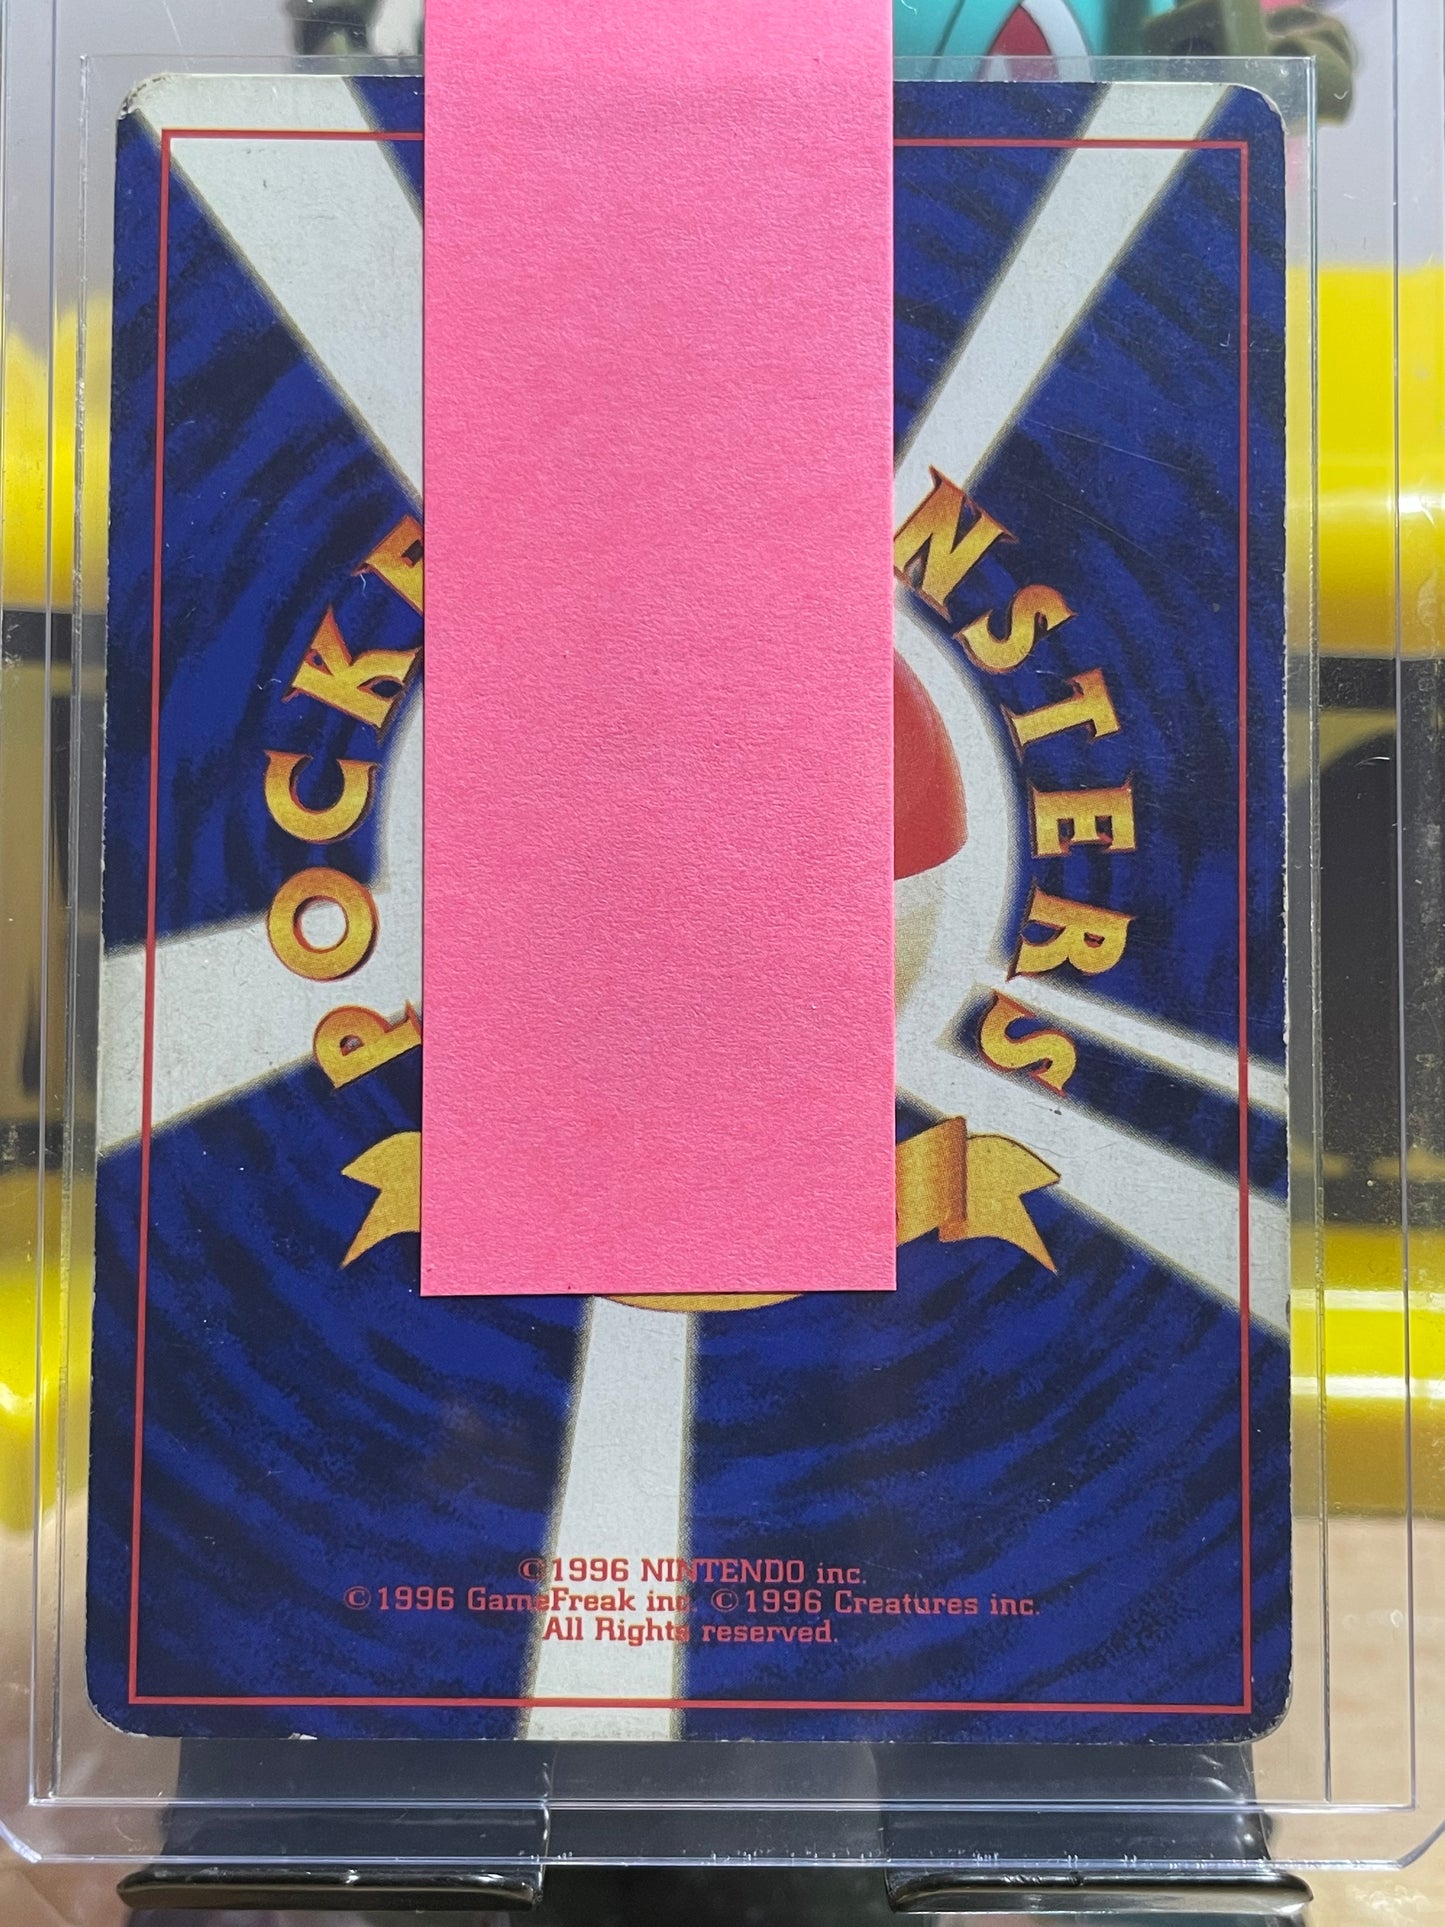 POCKE
NSTERS
©1996 NINTENDO inc.
©1996 GameFreak inc. ©1996 Creatures inc.
All Rights reserved.